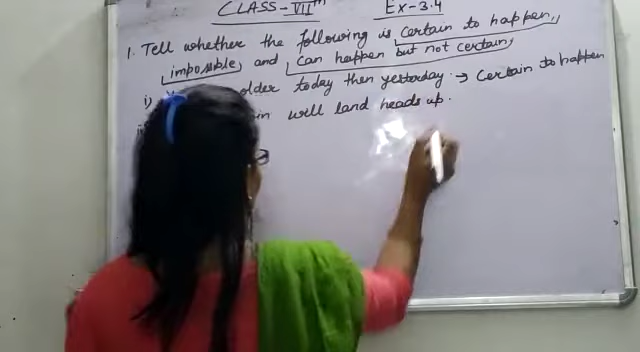 CLASS-VIIth Ex-3.4
1. Tell whether the following is certain to happen,
impossible, and can happen but not certain,
i) older today then yesterday. → Certain to happen
will land heads up.